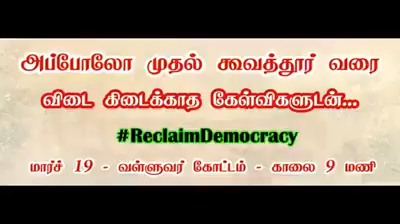 அப்போலோ முதல் கூவத்தூர் வரை
விடை கிடைக்காத கேள்விகளுடன்...
#ReclaimDemocracy
மார்ச் 19 - வள்ளுவர் கோட்டம் - காலை 9 மணி